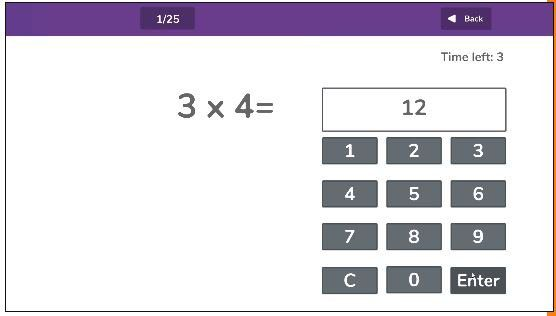 1/25
Back
Time left: 3
3 x 4=
12
1 2 3
4 5 6
7 8 9
C 0 Enter